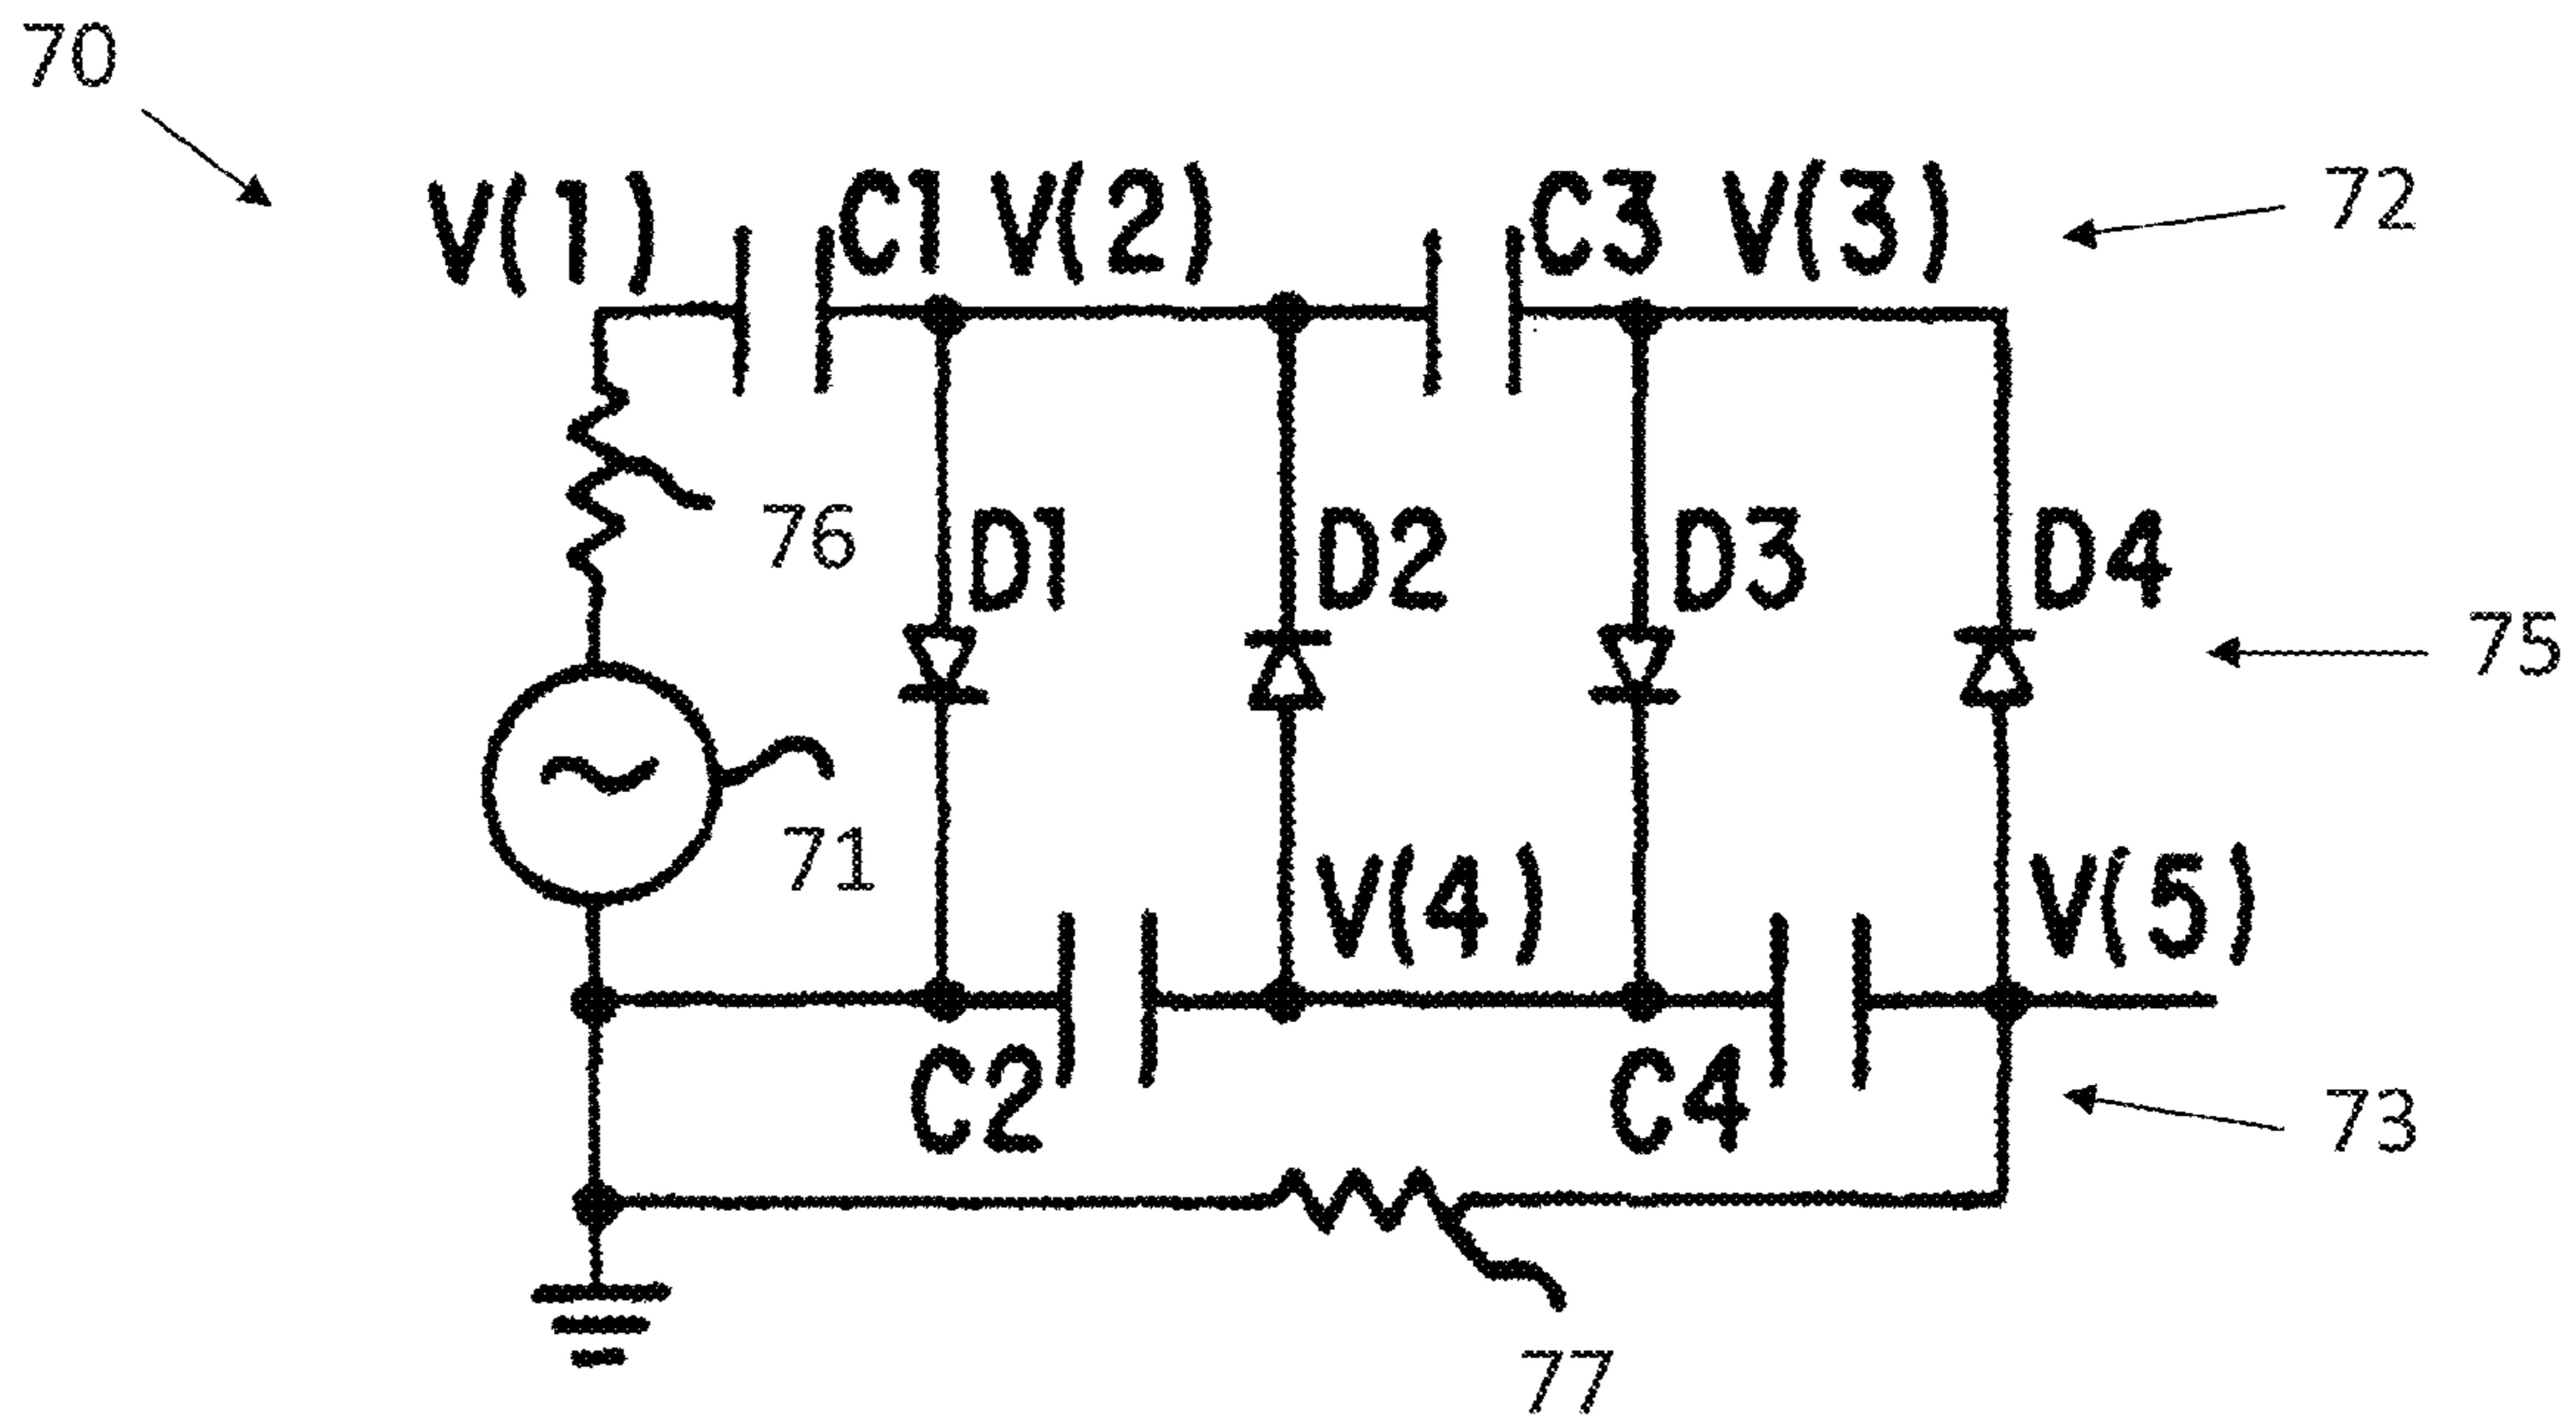 70
72
V(1) C1 V(2) C3 V(3)
76 D1 D2 D3 D4
75
71 V(4) V(5)
C2 C4 73
77